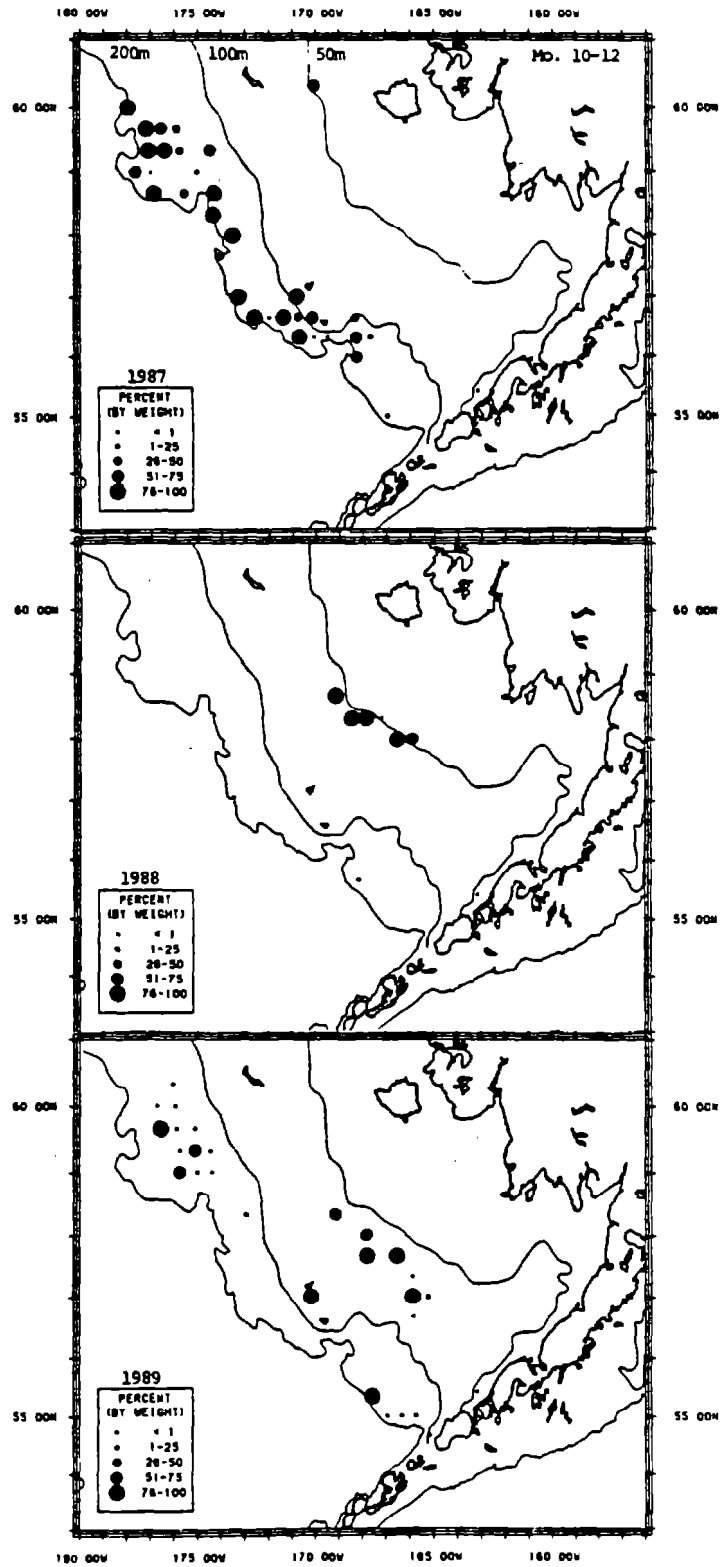 180 00W 175 00W 170 00W 165 00W 160 00W
200m 100m 50m Mo. 10-12
60 00N 60 00N
55 00N 55 00N
1987
PERCENT
(BY WEIGHT)
< 1
1-25
26-50
51-75
76-100
60 00N 60 00N
55 00N 55 00N
1988
PERCENT
(BY WEIGHT)
< 1
1-25
26-50
51-75
76-100
60 00N 60 00N
55 00N 55 00N
1989
PERCENT
(BY WEIGHT)
< 1
1-25
26-50
51-75
76-100
180 00W 175 00W 170 00W 165 00W 160 00W